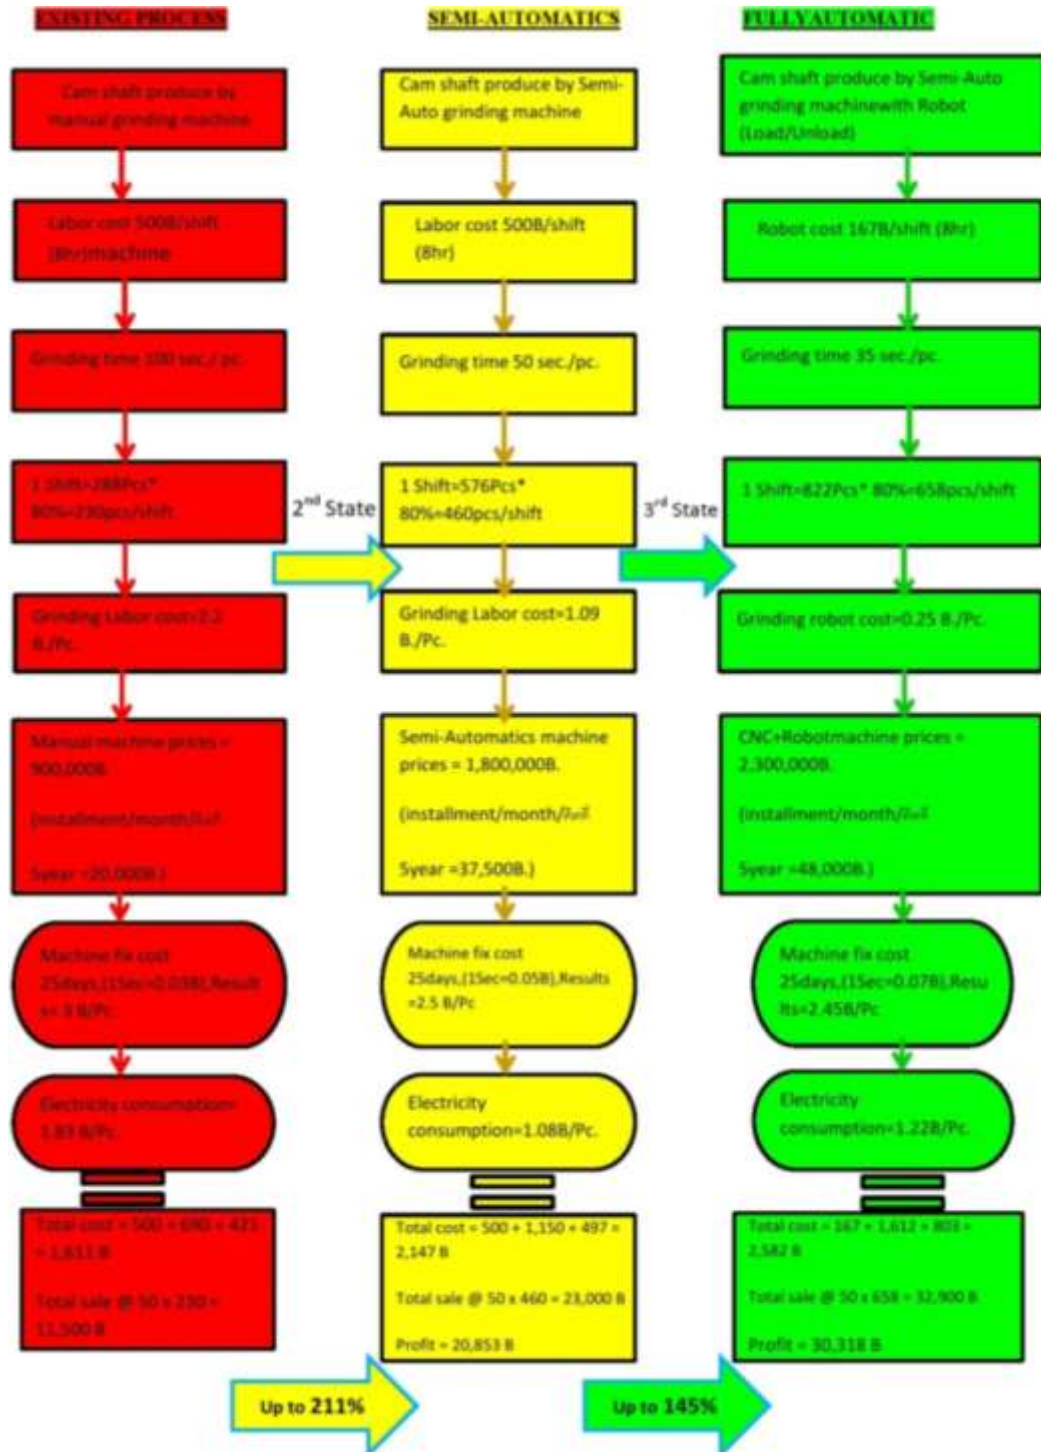 EXISTING PROCESS
Cam shaft produce by
manual grinding machine
Labor cost 500B/shift
(8hr)machine
Grinding time 100 sec./ pc.
1 Shift=288Pcs*
80%=230pcs/shift
Grinding Labor cost=2.2
B./Pc.
Manual machine prices =
900,000B.
(installment/month/
5year =20,000B.)
Machine fix cost
25days,(1Sec=0.03B),Result
s= 3 B/Pc
Electricity consumption=
1.83 B/Pc.
Total cost = 500 + 690 + 421
= 1,611 B
Total sale @ 50 x 230 =
11,500 B
2nd State
SEMI-AUTOMATICS
Cam shaft produce by Semi-
Auto grinding machine
Labor cost 500B/shift
(8hr)
Grinding time 50 sec./pc.
1 Shift=576Pcs*
80%=460pcs/shift
Grinding Labor cost=1.09
B./Pc.
Semi-Automatics machine
prices = 1,800,000B.
(installment/month/
5year =37,500B.)
Machine fix cost
25days,(1Sec=0.05B),Results
=2.5 B/Pc
Electricity
consumption=1.08B/Pc.
Total cost = 500 + 1,150 + 497 =
2,147 B
Total sale @ 50 x 460 = 23,000 B
Profit = 20,853 B
3rd State
FULLYAUTOMATIC
Cam shaft produce by Semi-Auto
grinding machinewith Robot
(Load/Unload)
Robot cost 167B/shift (8hr)
Grinding time 35 sec./pc.
1 Shift=822Pcs* 80%=658pcs/shift
Grinding robot cost=0.25 B./Pc.
CNC+Robotmachine prices =
2,300,000B.
(installment/month/
5year =48,000B.)
Machine fix cost
25days,(1Sec=0.07B),Resu
lts=2.45B/Pc
Electricity
consumption=1.22B/Pc.
Total cost = 167 + 1,612 + 803 =
2,582 B
Total sale @ 50 x 658 = 32,900 B
Profit = 30,318 B
Up to 211%
Up to 145%